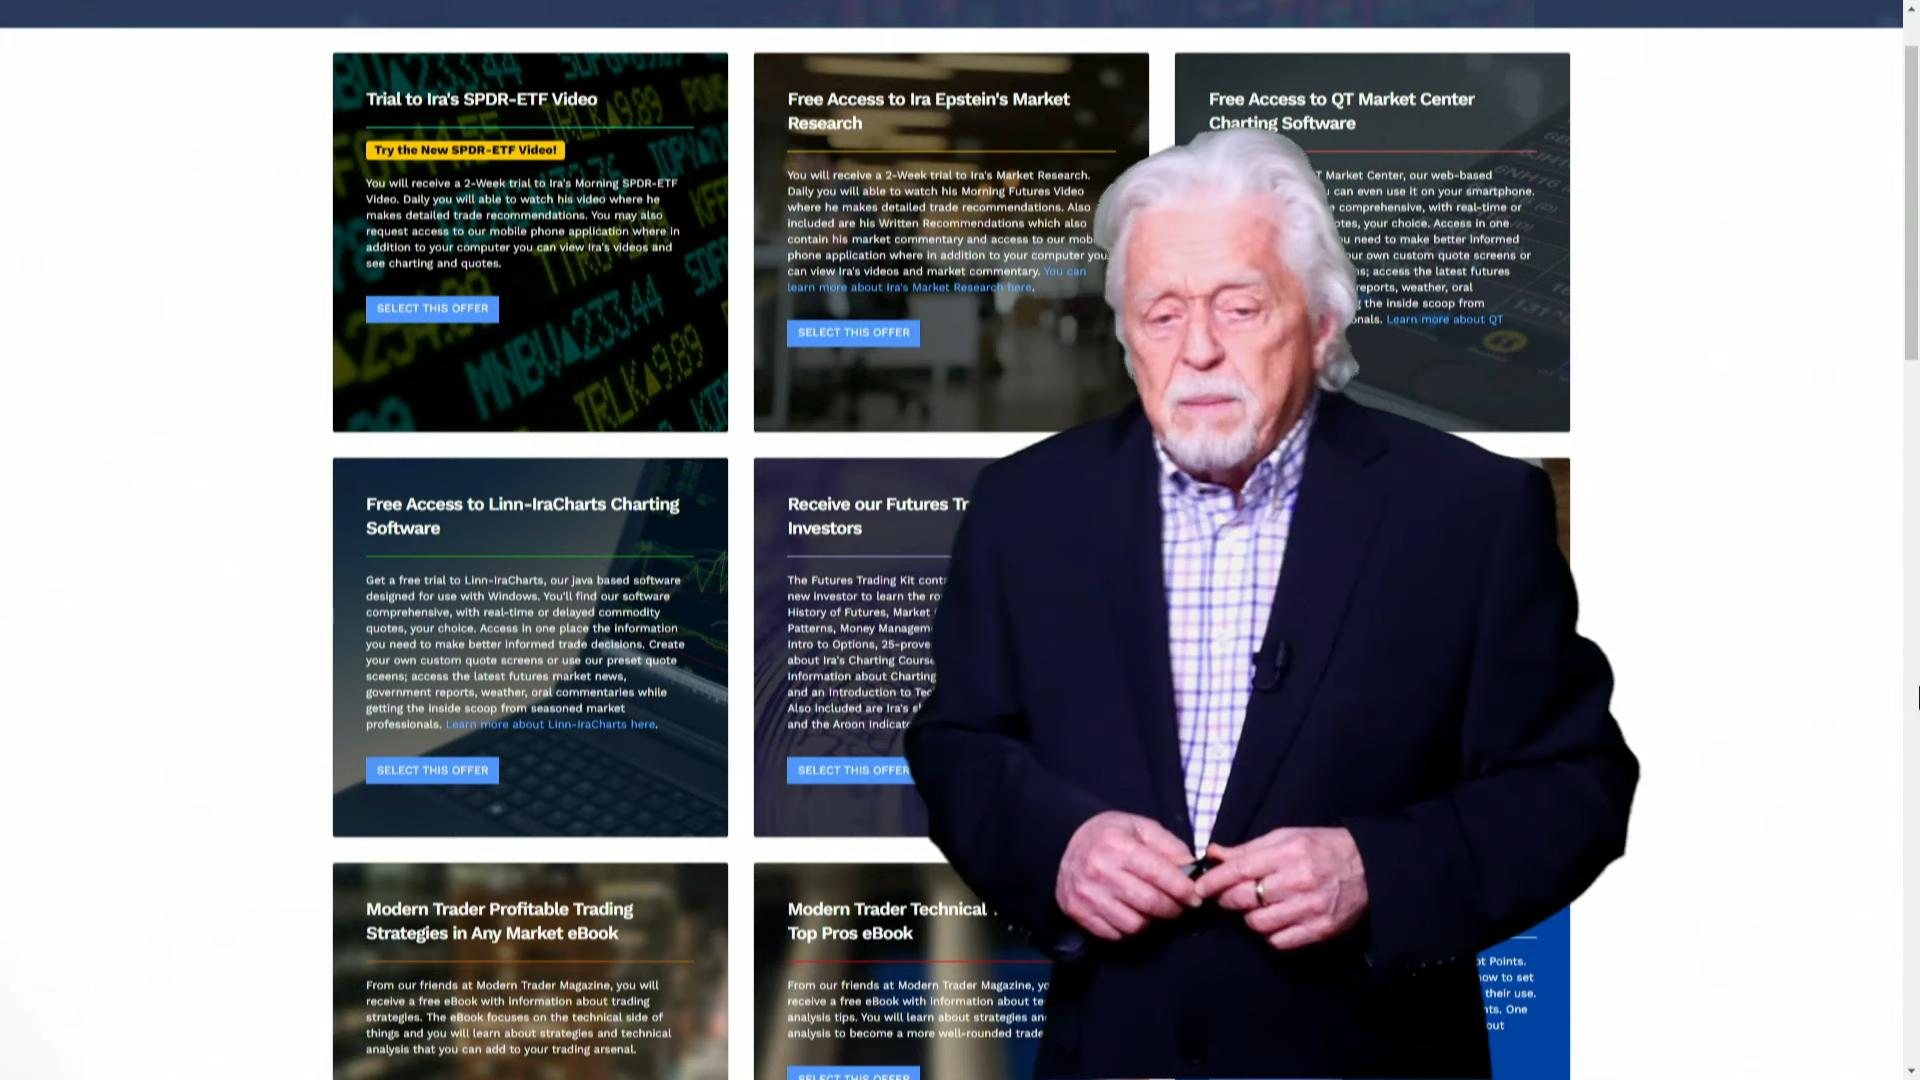 Trial to Ira's SPDR-ETF Video
Try the New SPDR-ETF Video!
You will receive a 2-Week trial to Ira's Morning SPDR-ETF
Video. Daily you will able to watch his video where he
makes detailed trade recommendations. You may also
request access to our mobile phone application where in
addition to your computer you can view Ira's videos and
see charting and quotes.
SELECT THIS OFFER
Free Access to Ira Epstein's Market
Research
You will receive a 2-Week trial to Ira's Market Research.
Daily you will able to watch his Morning Futures Video
where he makes detailed trade recommendations. Also
included are his Written Recommendations which also
contain his market commentary and access to our
phone application where in addition to your computer you
can view Ira's videos and market commentary. You can
learn more about Ira's Market Research here.
SELECT THIS OFFER
Free Access to QT Market Center
Charting Software
Market Center, our web-based
can even use it on your smartphone.
comprehensive, with real-time or
your choice. Access in one
need to make better informed
own custom quote screens or
access the latest futures
reports, weather, oral
the inside scoop from
Learn more about QT
Free Access to Linn-IraCharts Charting
Software
Get a free trial to Linn-IraCharts, our java based software
designed for use with Windows. You'll find our software
comprehensive, with real-time or delayed commodity
quotes, your choice. Access in one place the information
you need to make better informed trade decisions. Create
your own custom quote screens or use our preset quote
sceens; access the latest futures market news,
government reports, weather, oral commentaries while
getting the inside scoop from seasoned market
professionals. Learn more about Linn-IraCharts here.
SELECT THIS OFFER
Receive our Futures
Investors
The Futures Trading Kit
new investor to learn the
History of Futures, Market
Patterns, Money
Intro to Options,
about Ira's Charting
Information about Charting
and an Introduction to
Also included are Ira's
and the Aroon
SELECT THIS OFFER
Modern Trader Profitable Trading
Strategies in Any Market eBook
From our friends at Modern Trader Magazine, you will
receive a free eBook with information about trading
strategies. The eBook focuses on the technical side of
things and you will learn about strategies and technical
analysis that you can add to your trading arsenal.
Modern Trader Technical
Top Pros eBook
From our friends at Modern Trader Magazine,
receive a free eBook with information about
analysis tips. You will learn about strategies
analysis to become a more well-rounded
SELECT THIS OFFER
Points.
how to set
their use.
One